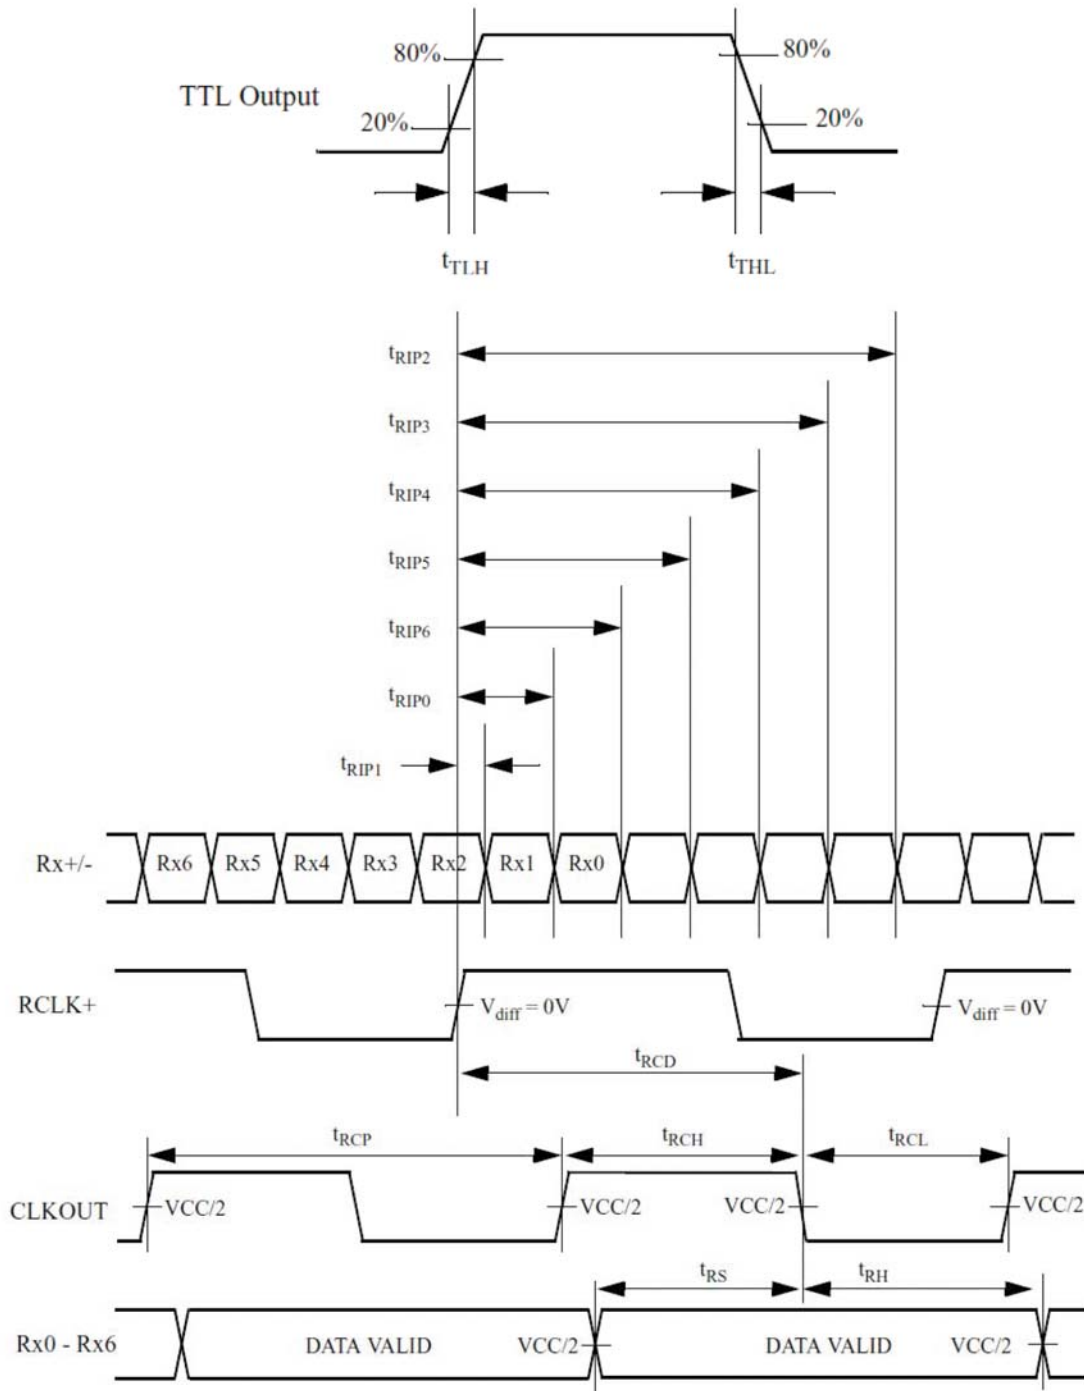 80%
80%
TTL Output
20%
20%
tTLH
tTHL
tRIP2
tRIP3
tRIP4
tRIP5
tRIP6
tRIP0
tRIP1
Rx+/-
Rx6
Rx5
Rx4
Rx3
Rx2
Rx1
Rx0
RCLK+
Vdiff = 0V
Vdiff = 0V
tRCD
tRCP
tRCH
tRCL
CLKOUT
VCC/2
VCC/2
VCC/2
VCC/2
tRS
tRH
Rx0 - Rx6
DATA VALID
VCC/2
DATA VALID
VCC/2